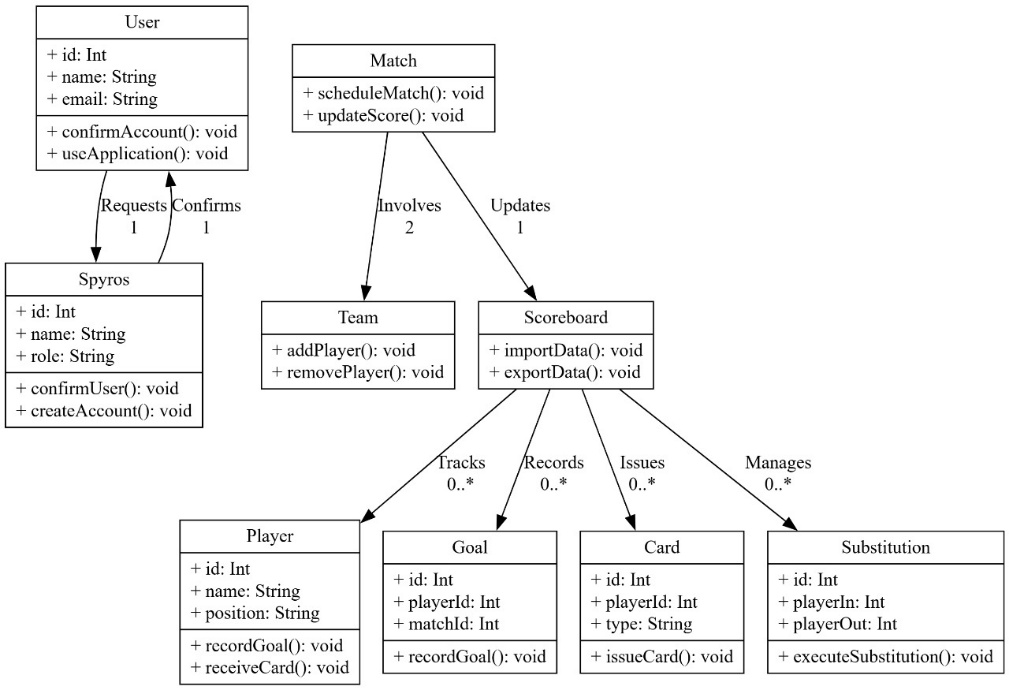 User
+ id: Int
+ name: String
+ email: String
+ confirmAccount(): void
+ useApplication(): void
Match
+ scheduleMatch(): void
+ updateScore(): void
Requests
1
Confirms
1
Involves
2
Updates
1
Spyros
+ id: Int
+ name: String
+ role: String
+ confirmUser(): void
+ createAccount(): void
Team
+ addPlayer(): void
+ removePlayer(): void
Scoreboard
+ importData(): void
+ exportData(): void
Tracks
0..*
Records
0..*
Issues
0..*
Manages
0..*
Player
+ id: Int
+ name: String
+ position: String
+ recordGoal(): void
+ receiveCard(): void
Goal
+ id: Int
+ playerId: Int
+ matchId: Int
+ recordGoal(): void
Card
+ id: Int
+ playerId: Int
+ type: String
+ issueCard(): void
Substitution
+ id: Int
+ playerIn: Int
+ playerOut: Int
+ executeSubstitution(): void